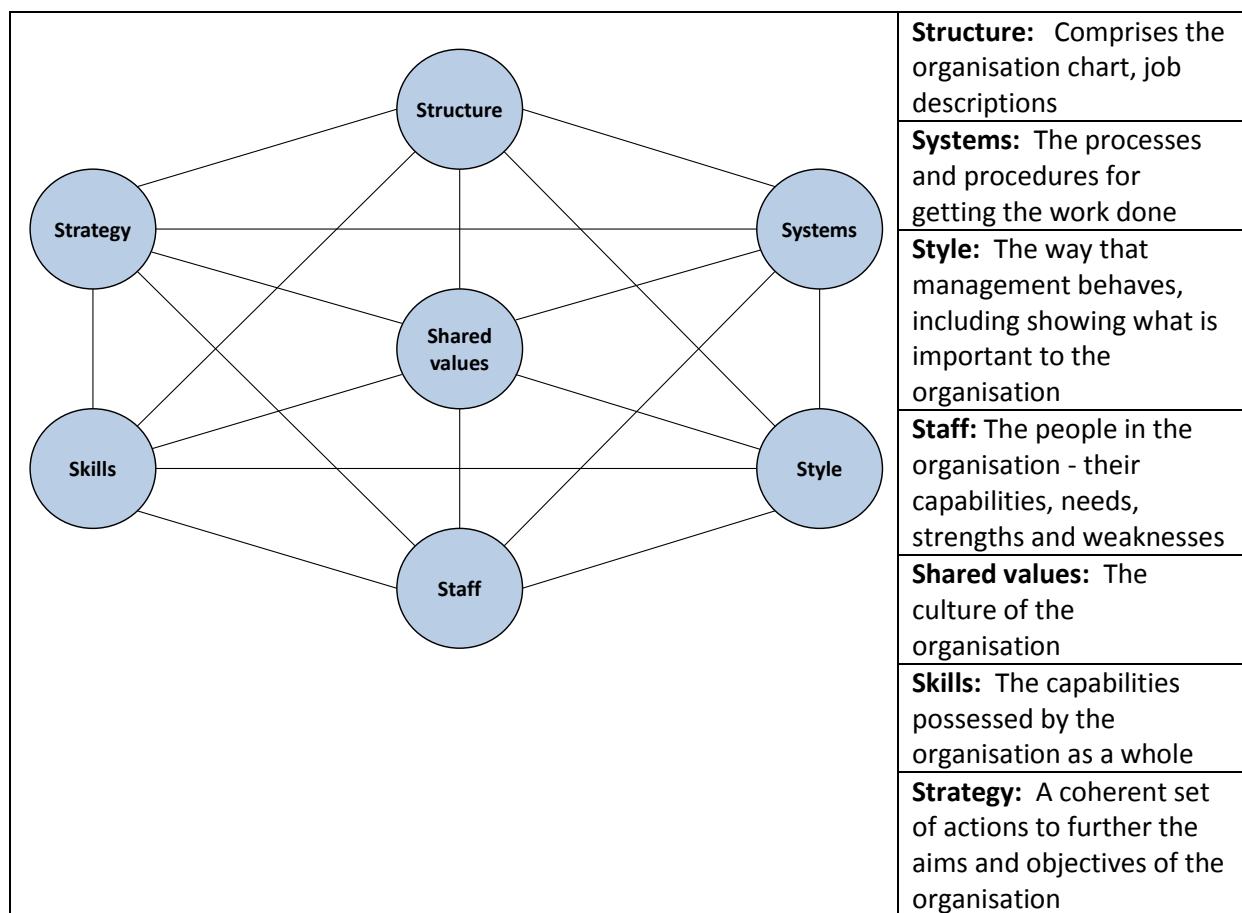 Structure
Strategy
Systems
Shared
values
Skills
Style
Staff
Structure: Comprises the
organisation chart, job
descriptions
Systems: The processes
and procedures for
getting the work done
Style: The way that
management behaves,
including showing what is
important to the
organisation
Staff: The people in the
organisation - their
capabilities, needs,
strengths and weaknesses
Shared values: The
culture of the
organisation
Skills: The capabilities
possessed by the
organisation as a whole
Strategy: A coherent set
of actions to further the
aims and objectives of the
organisation